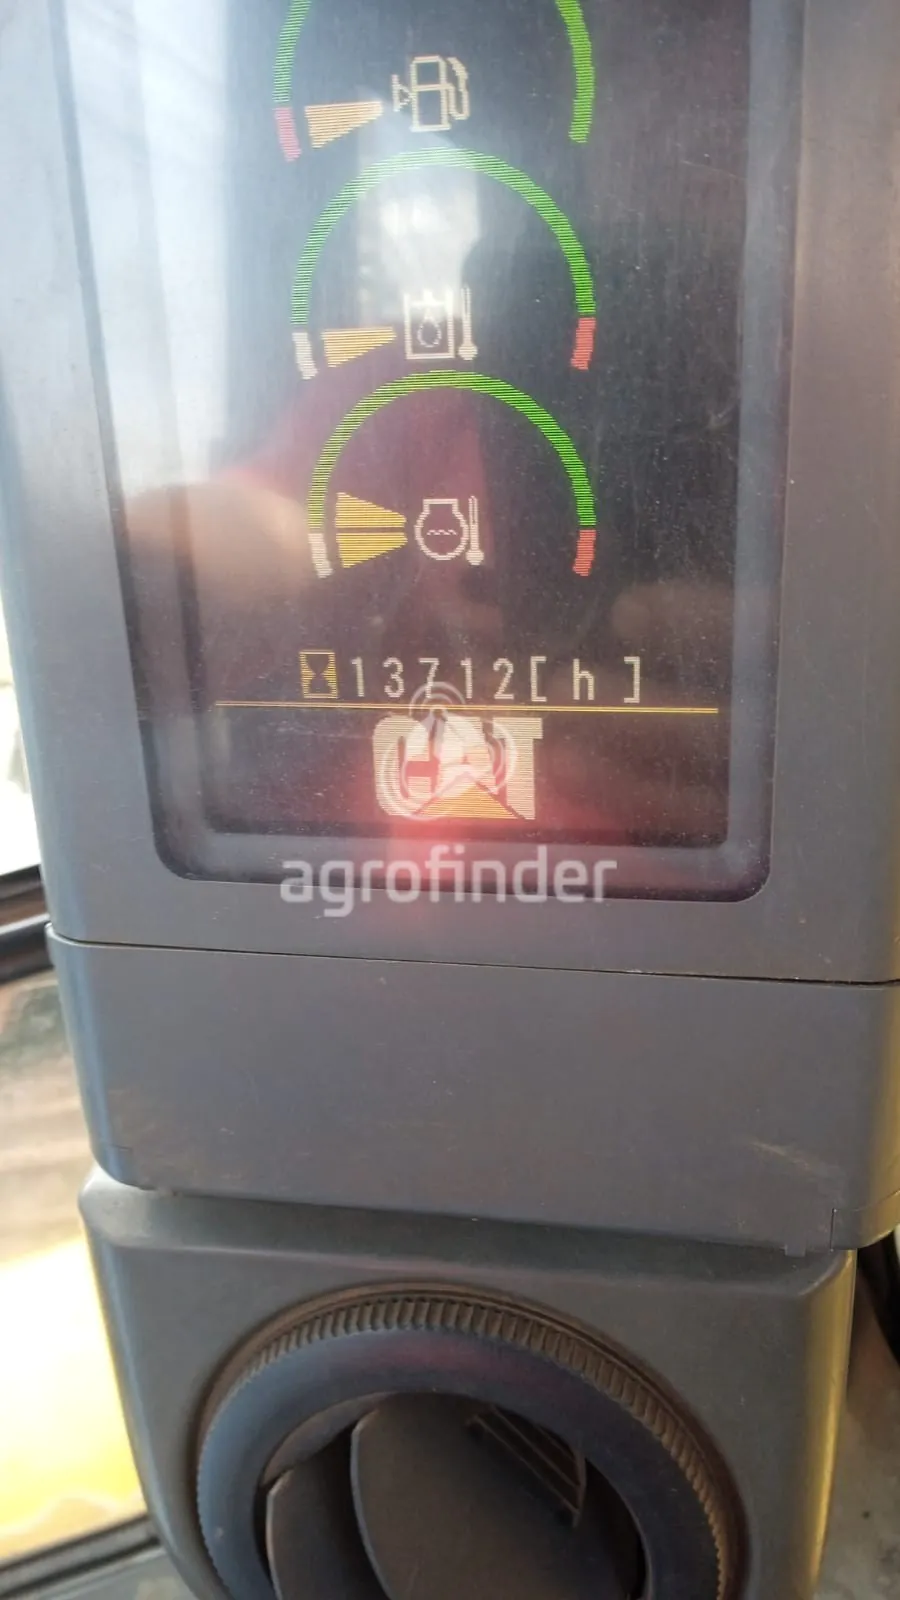 13712[ h ]
CAT
agrofinder